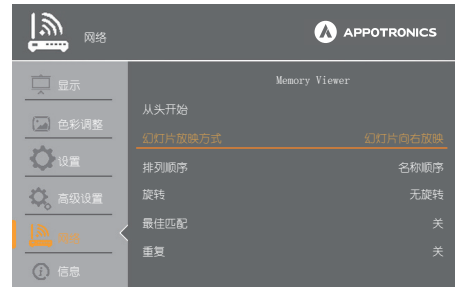 网络
APPOTRONICS
显示
色彩调整
设置
高级设置
网络
信息
Memory Viewer
从头开始
幻灯片放映方式 幻灯片向右放映
排列顺序 名称顺序
旋转 无旋转
最佳匹配 关
重复 关